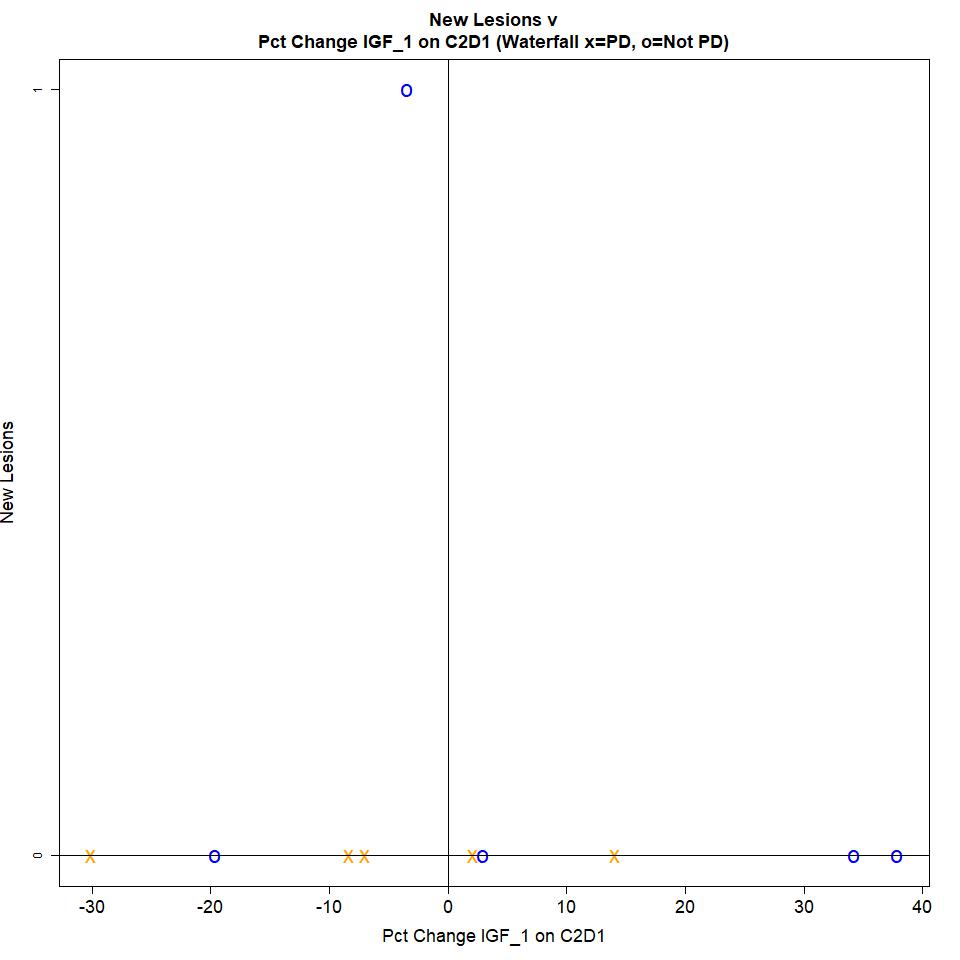 New Lesions v
Pct Change IGF_1 on C2D1 (Waterfall x=PD, o=Not PD)
1
New Lesions
0
o
x o x x x o x o o
-30 -20 -10 0 10 20 30 40
Pct Change IGF_1 on C2D1